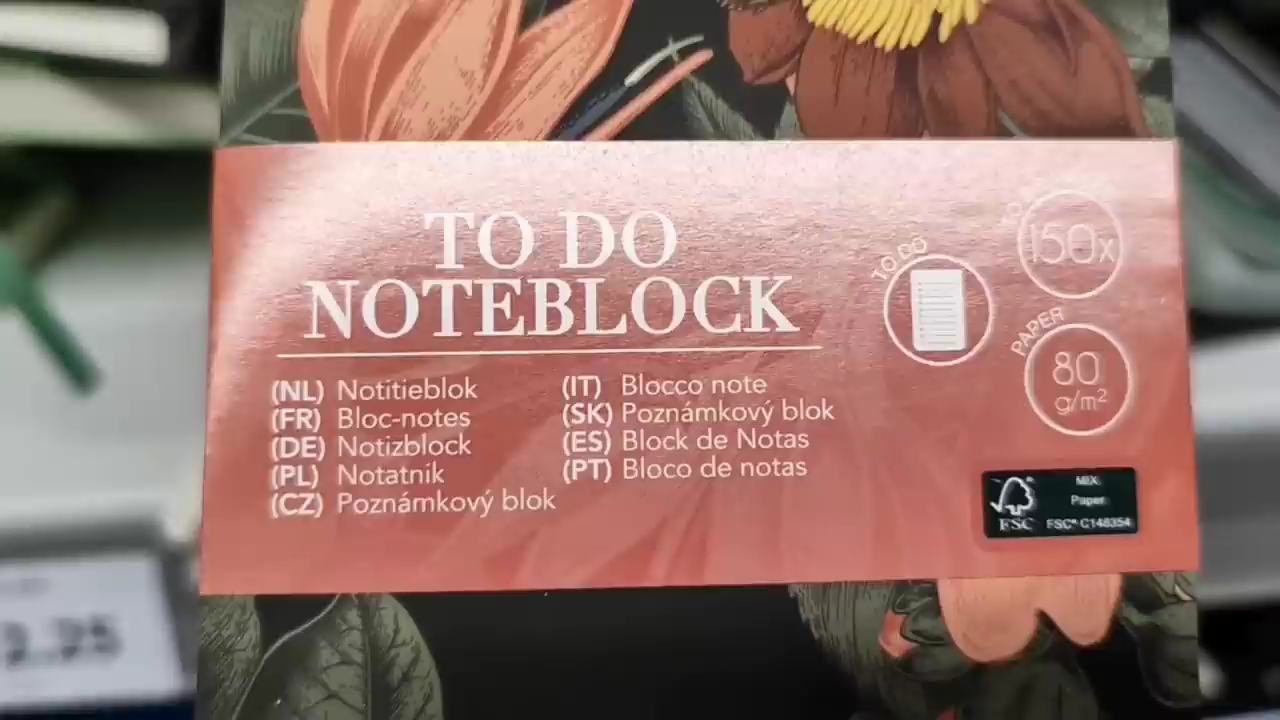 TO DO
NOTEBLOCK
(NL) Notitieblok
(FR) Bloc-notes
(DE) Notizblock
(PL) Notatnik
(CZ) Poznámkový blok
(IT) Blocco note
(SK) Poznámkový blok
(ES) Block de Notas
(PT) Bloco de notas
TO DO
150x
PAPER
80
g/m²
FSC
MIX
Paper
FSC® C148354